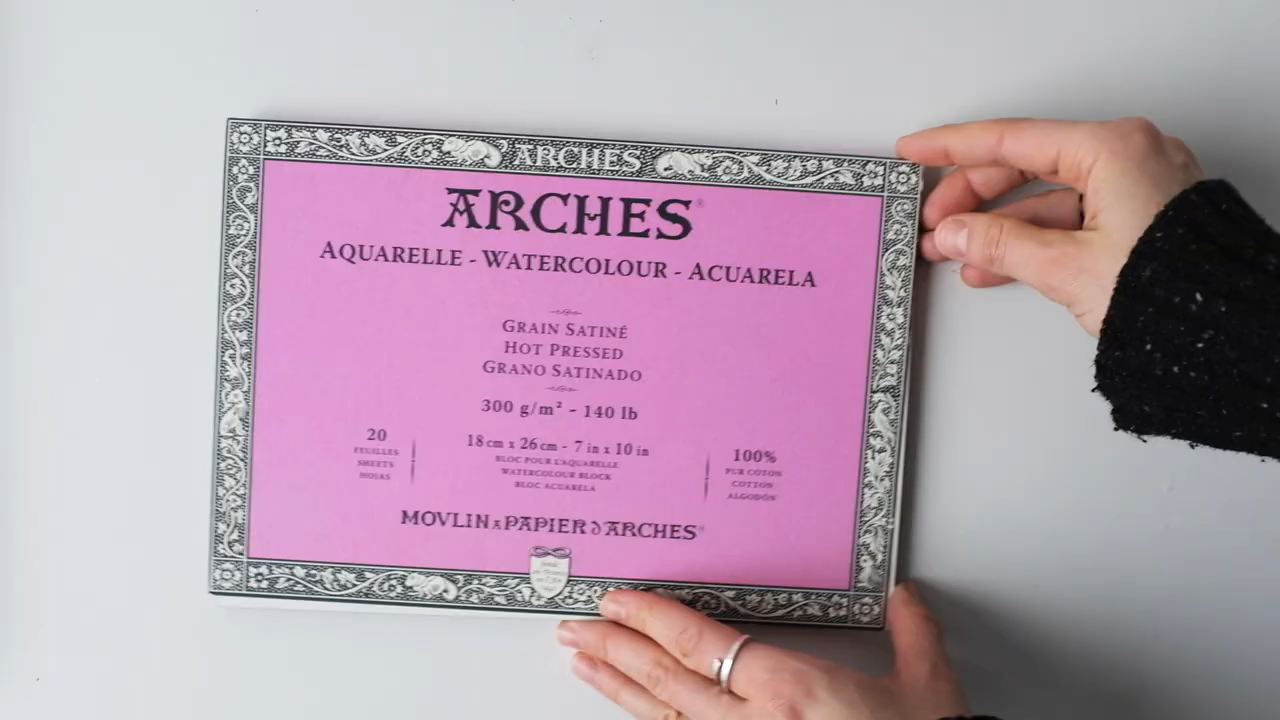 ARCHES
ARCHES®
AQUARELLE - WATERCOLOUR - ACUARELA
GRAIN SATINÉ
HOT PRESSED
GRANO SATINADO
300 g/m² - 140 lb
20
FEUILLES
SHEETS
HOJAS
18 cm x 26 cm - 7 in x 10 in
BLOC POUR L'AQUARELLE
WATERCOLOUR BLOCK
BLOC ACUARELA
100%
PUR COTON
COTTON
ALGODÓN
MOVLIN À PAPIER D'ARCHES®